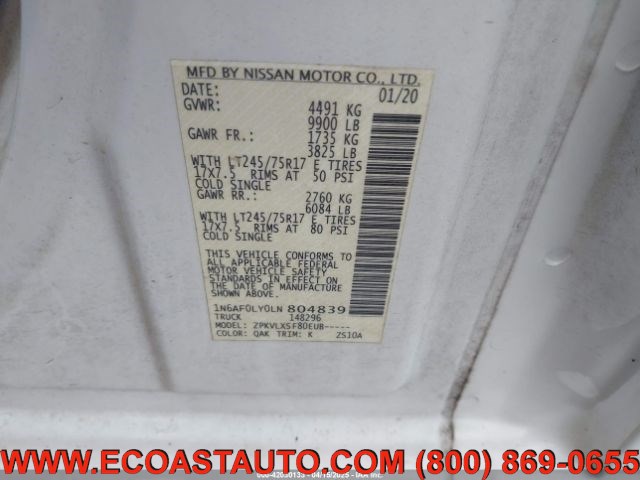 MFD BY NISSAN MOTOR CO., LTD.
DATE: 01/20
GVWR: 4491 KG
9900 LB
GAWR FR.: 1735 KG
3825 LB
WITH LT245/75R17 E TIRES
17X7.5 RIMS AT 50 PSI
COLD SINGLE
GAWR RR.: 2760 KG
6084 LB
WITH LT245/75R17 E TIRES
17X7.5 RIMS AT 80 PSI
COLD SINGLE
THIS VEHICLE CONFORMS TO
ALL APPLICABLE FEDERAL
MOTOR VEHICLE SAFETY
STANDARDS IN EFFECT ON
THE DATE OF MANUFACTURE
SHOWN ABOVE.
1N6AF0LY0LN 804839
TRUCK 148296
MODEL: ZPKVLXSF80EUB-----
COLOR: QAK TRIM: K ZS10A
WWW.ECOASTAUTO.COM (800) 869-0655